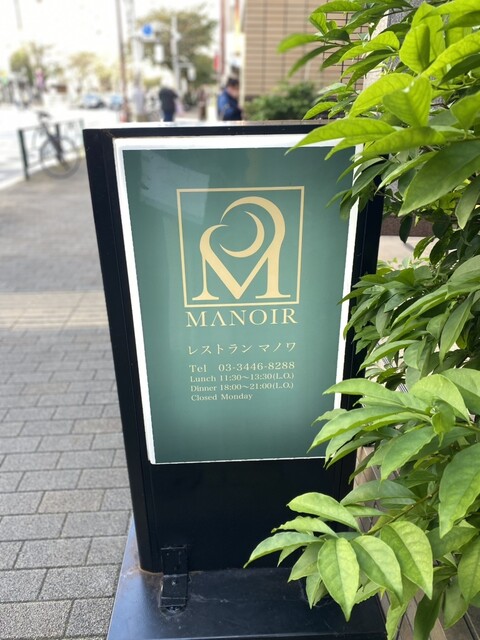 M
MANOIR
レストラン マノワ
Tel 03-3446-8288
Lunch 11:30〜13:30(L.O.)
Dinner 18:00〜21:00(L.O.)
Closed Monday